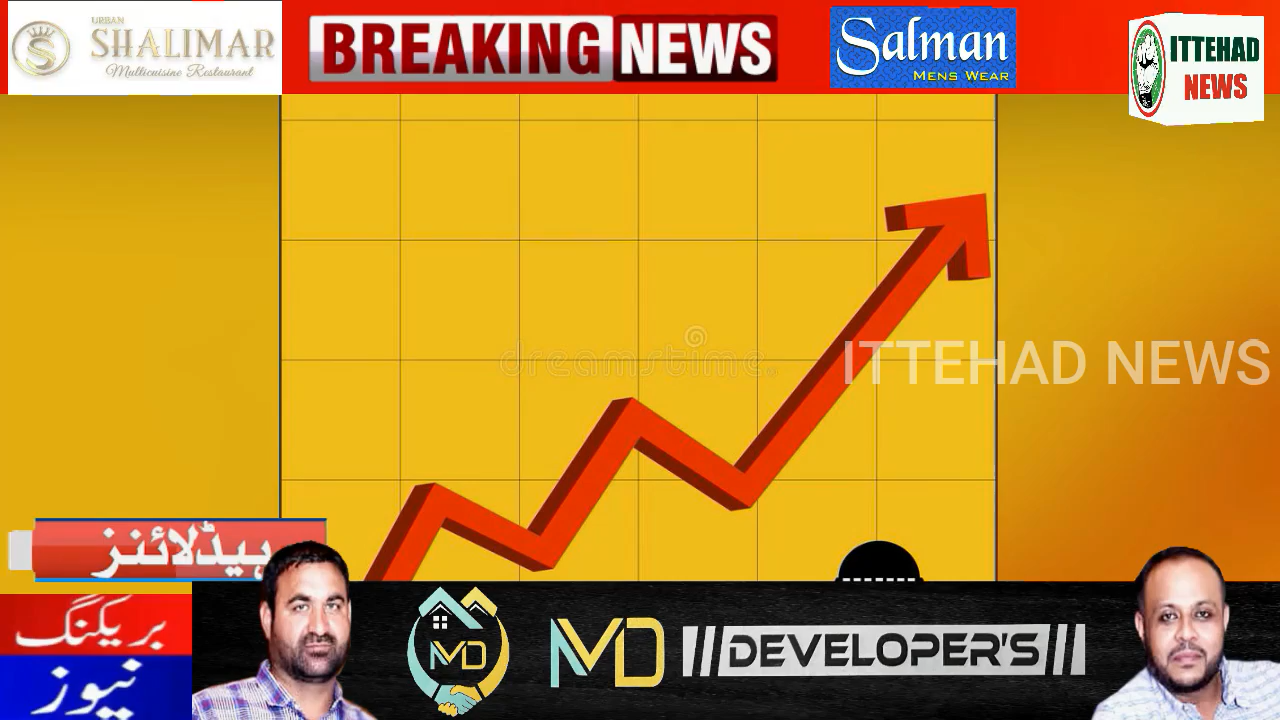 URBAN
SHALIMAR
Multicuisine Restaurant
BREAKING NEWS
Salman
MENS WEAR
ITTEHAD
NEWS
dreamstime
ITTEHAD NEWS
ہیڈلائنز
بریکنگ
نیوز
MD
MD DEVELOPER'S